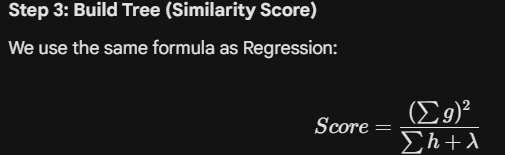 Step 3: Build Tree (Similarity Score)
We use the same formula as Regression:
Score = (∑ g)² / (∑ h + λ)